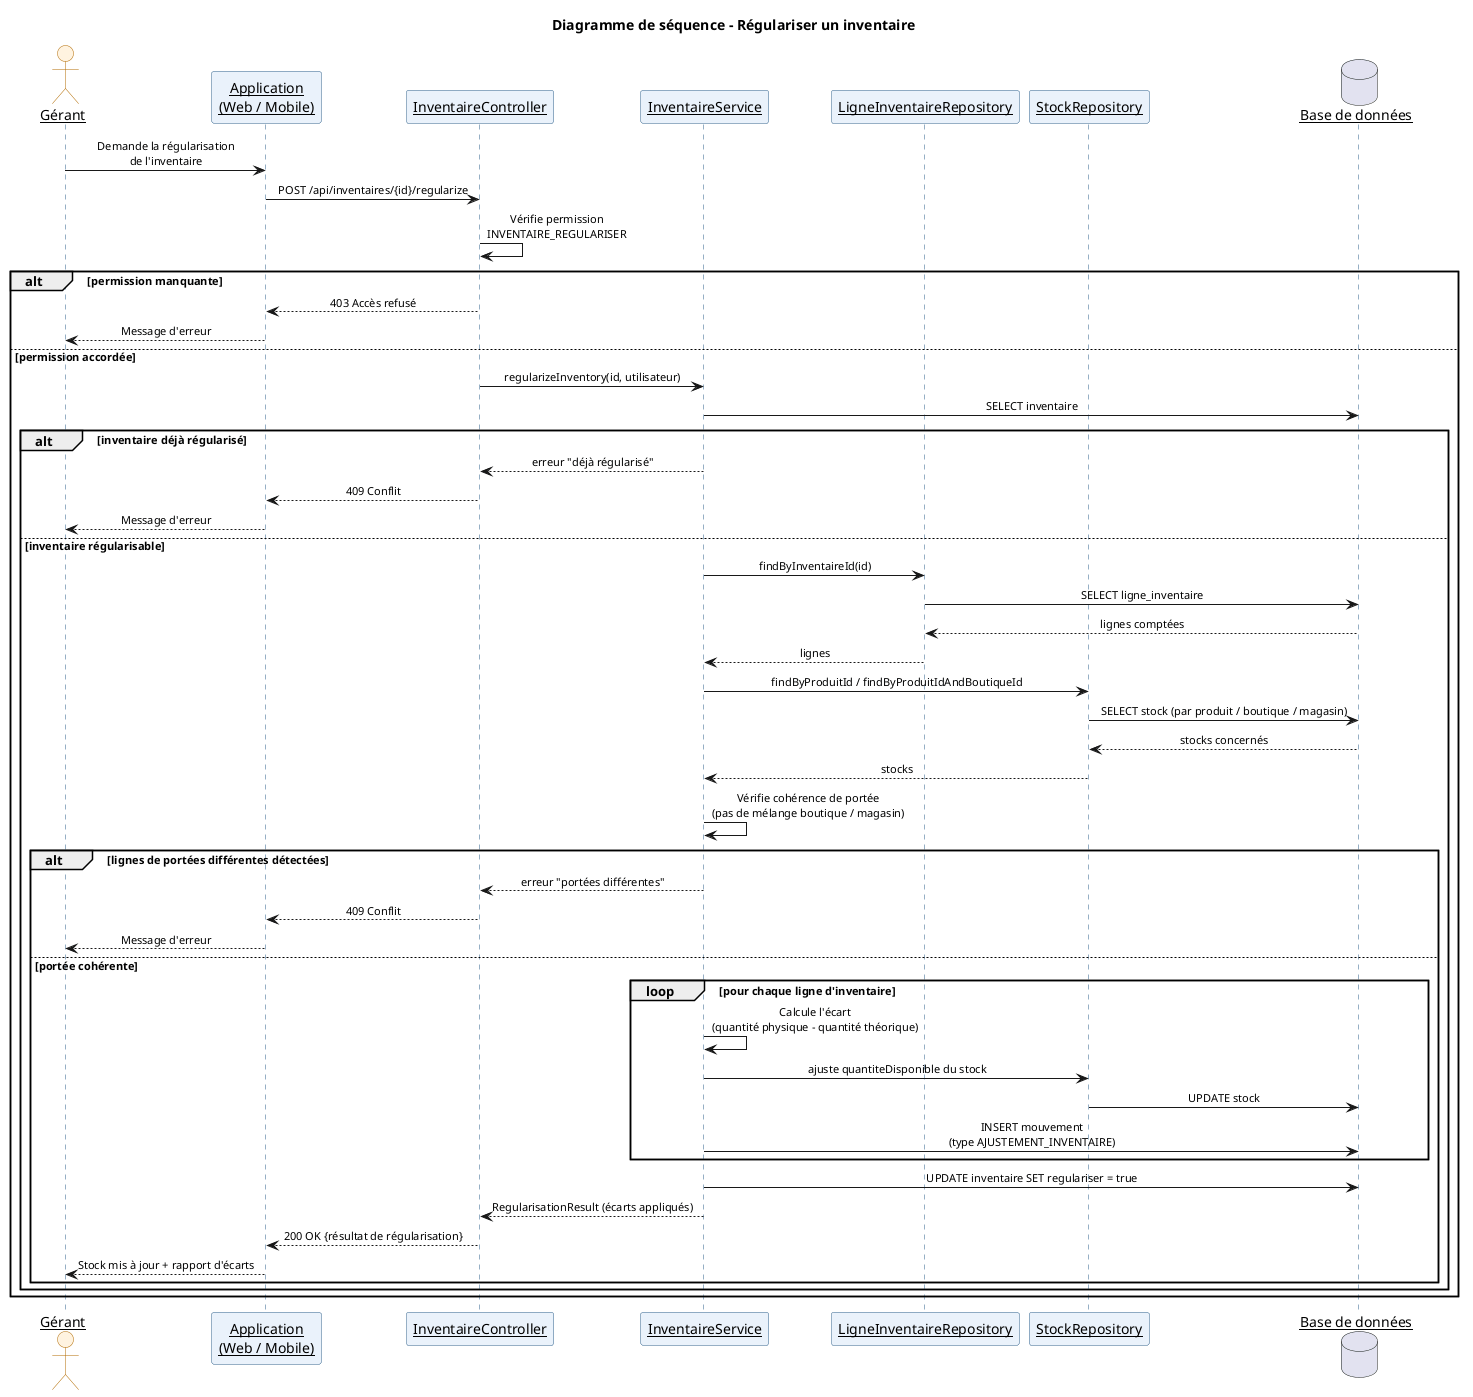 Diagramme de séquence - Régulariser un inventaire
Gérant
Application
(Web / Mobile)
InventaireController
InventaireService
LigneInventaireRepository
StockRepository
Base de données
Demande la régularisation
de l'inventaire
POST /api/inventaires/{id}/regularize
Vérifie permission
INVENTAIRE_REGULARISER
alt
[permission manquante]
403 Accès refusé
Message d'erreur
[permission accordée]
regularizeInventory(id, utilisateur)
SELECT inventaire
alt
[inventaire déjà régularisé]
erreur "déjà régularisé"
409 Conflit
Message d'erreur
[inventaire régularisable]
findByInventaireId(id)
SELECT ligne_inventaire
lignes comptées
lignes
findByProduitId / findByProduitIdAndBoutiqueId
SELECT stock (par produit / boutique / magasin)
stocks concernés
stocks
Vérifie cohérence de portée
(pas de mélange boutique / magasin)
alt
[lignes de portées différentes détectées]
erreur "portées différentes"
409 Conflit
Message d'erreur
[portée cohérente]
loop
[pour chaque ligne d'inventaire]
Calcule l'écart
(quantité physique - quantité théorique)
ajuste quantiteDisponible du stock
UPDATE stock
INSERT mouvement
(type AJUSTEMENT_INVENTAIRE)
UPDATE inventaire SET regulariser = true
RegularisationResult (écarts appliqués)
200 OK {résultat de régularisation}
Stock mis à jour + rapport d'écarts
Gérant
Application
(Web / Mobile)
InventaireController
InventaireService
LigneInventaireRepository
StockRepository
Base de données